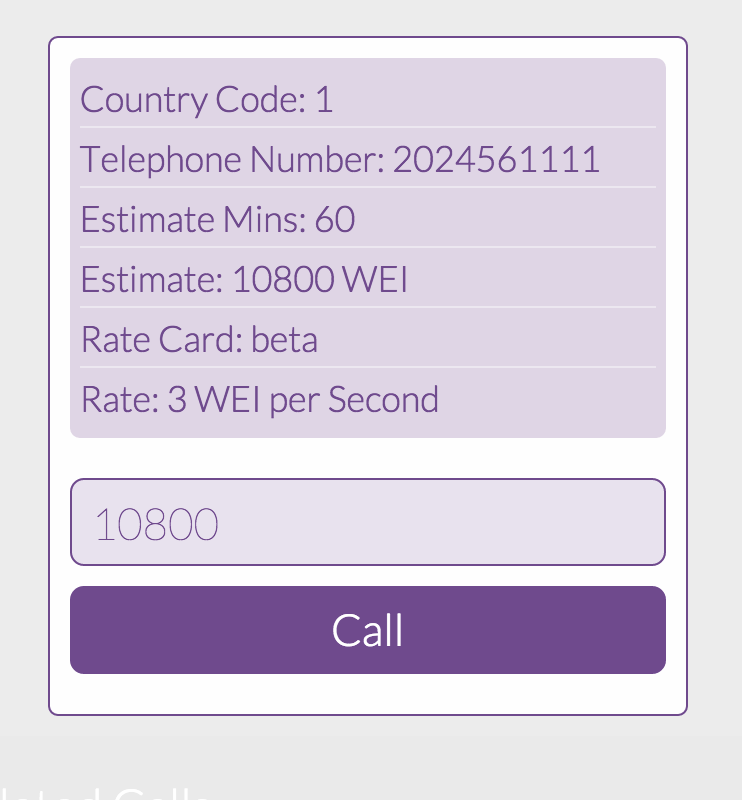 Country Code: 1
Telephone Number: 2024561111
Estimate Mins: 60
Estimate: 10800 WEI
Rate Card: beta
Rate: 3 WEI per Second
10800
Call
Calls